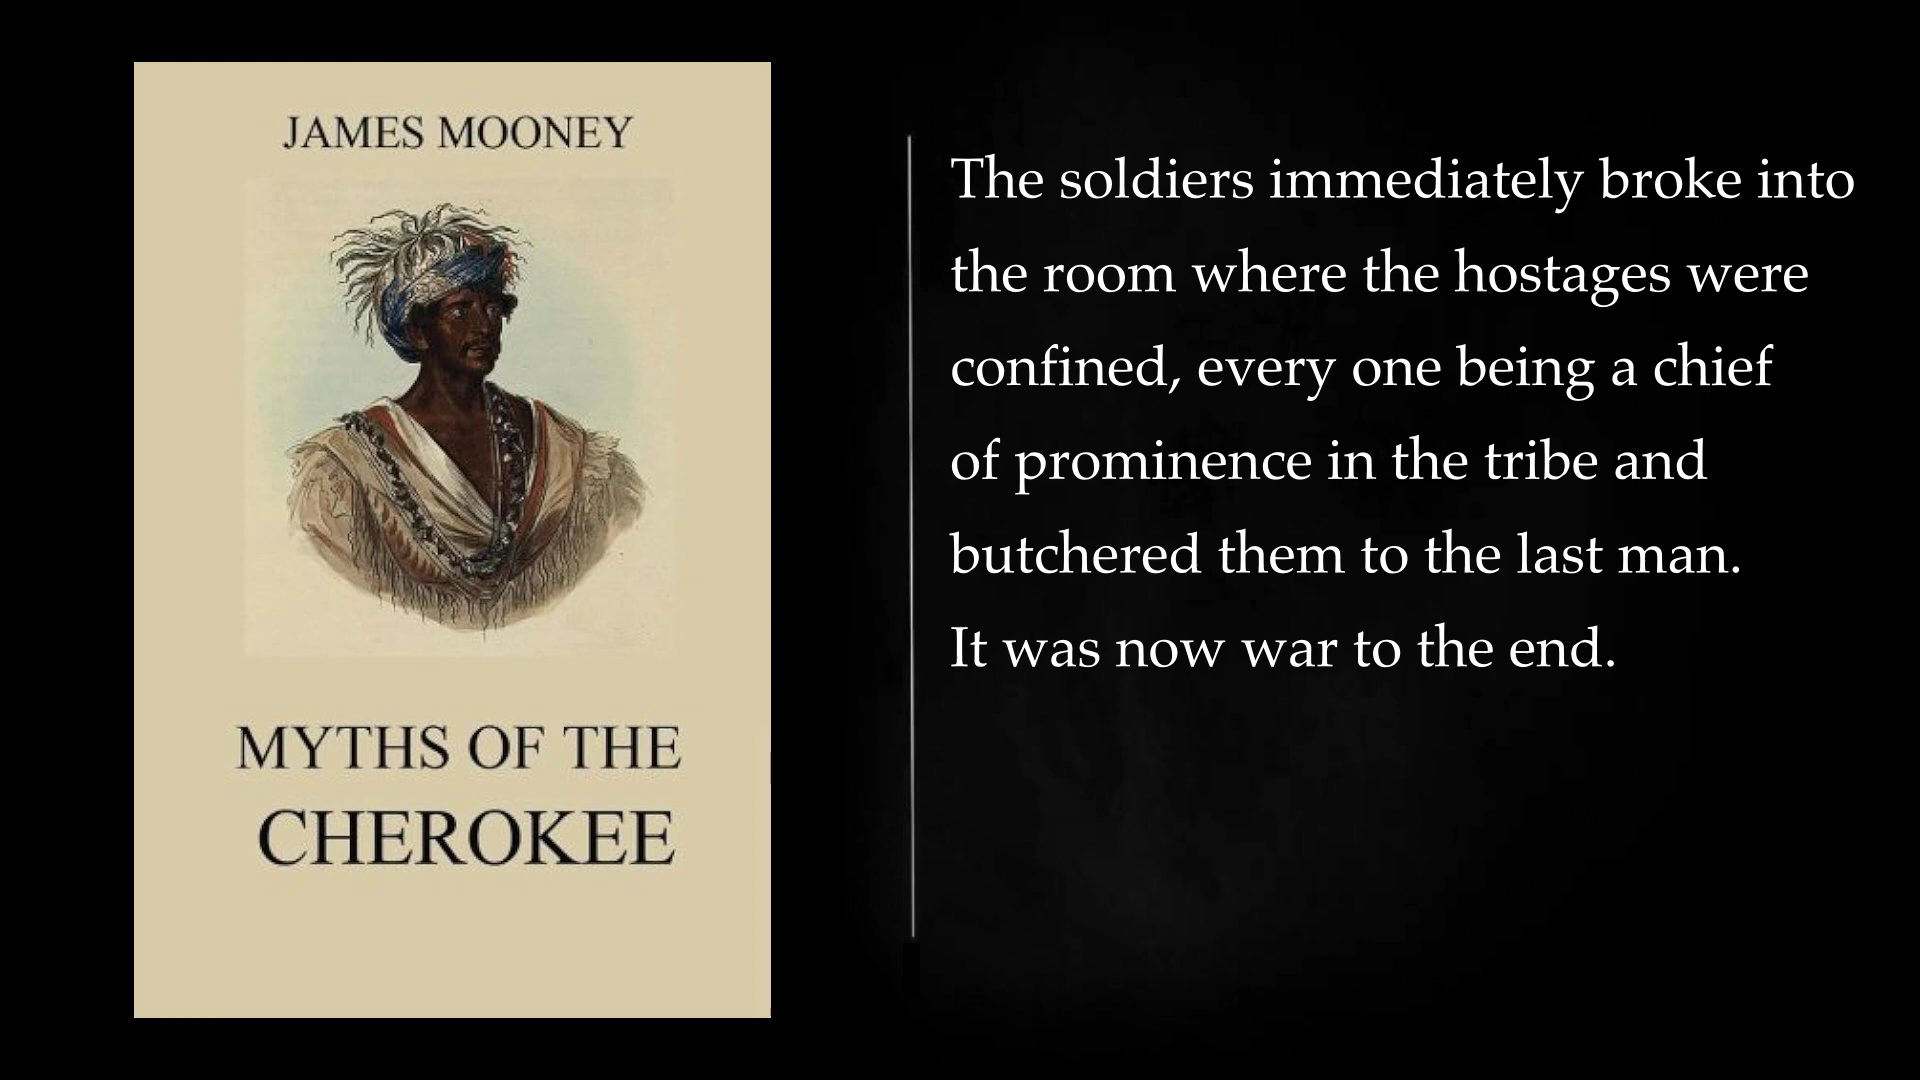 JAMES MOONEY
MYTHS OF THE
CHEROKEE
The soldiers immediately broke into
the room where the hostages were
confined, every one being a chief
of prominence in the tribe and
butchered them to the last man.
It was now war to the end.